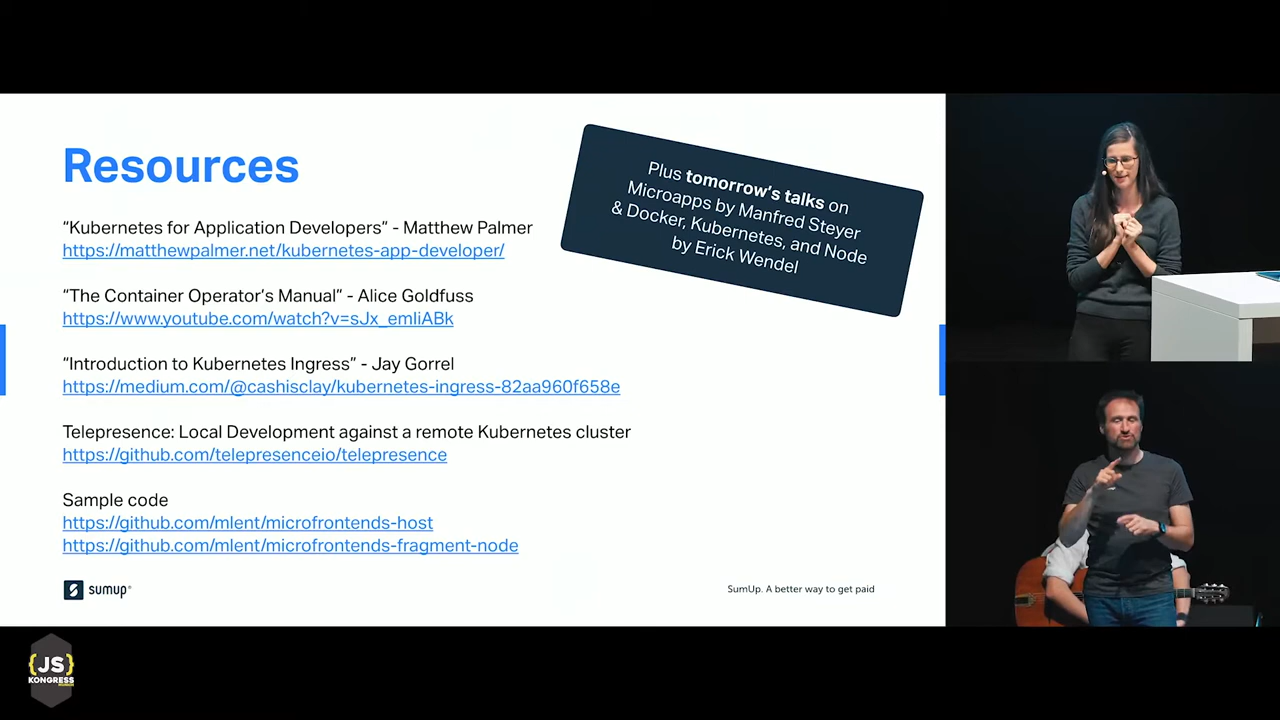 Resources
Plus tomorrow's talks on
Microapps by Manfred Steyer
& Docker, Kubernetes, and Node
by Erick Wendel
“Kubernetes for Application Developers” - Matthew Palmer
https://matthewpalmer.net/kubernetes-app-developer/
“The Container Operator's Manual” - Alice Goldfuss
https://www.youtube.com/watch?v=sJx_emIiABk
“Introduction to Kubernetes Ingress” - Jay Gorrel
https://medium.com/@cashisclay/kubernetes-ingress-82aa960f658e
Telepresence: Local Development against a remote Kubernetes cluster
https://github.com/telepresenceio/telepresence
Sample code
https://github.com/mlent/microfrontends-host
https://github.com/mlent/microfrontends-fragment-node
sumup®
SumUp. A better way to get paid
{JS}
KONGRESS